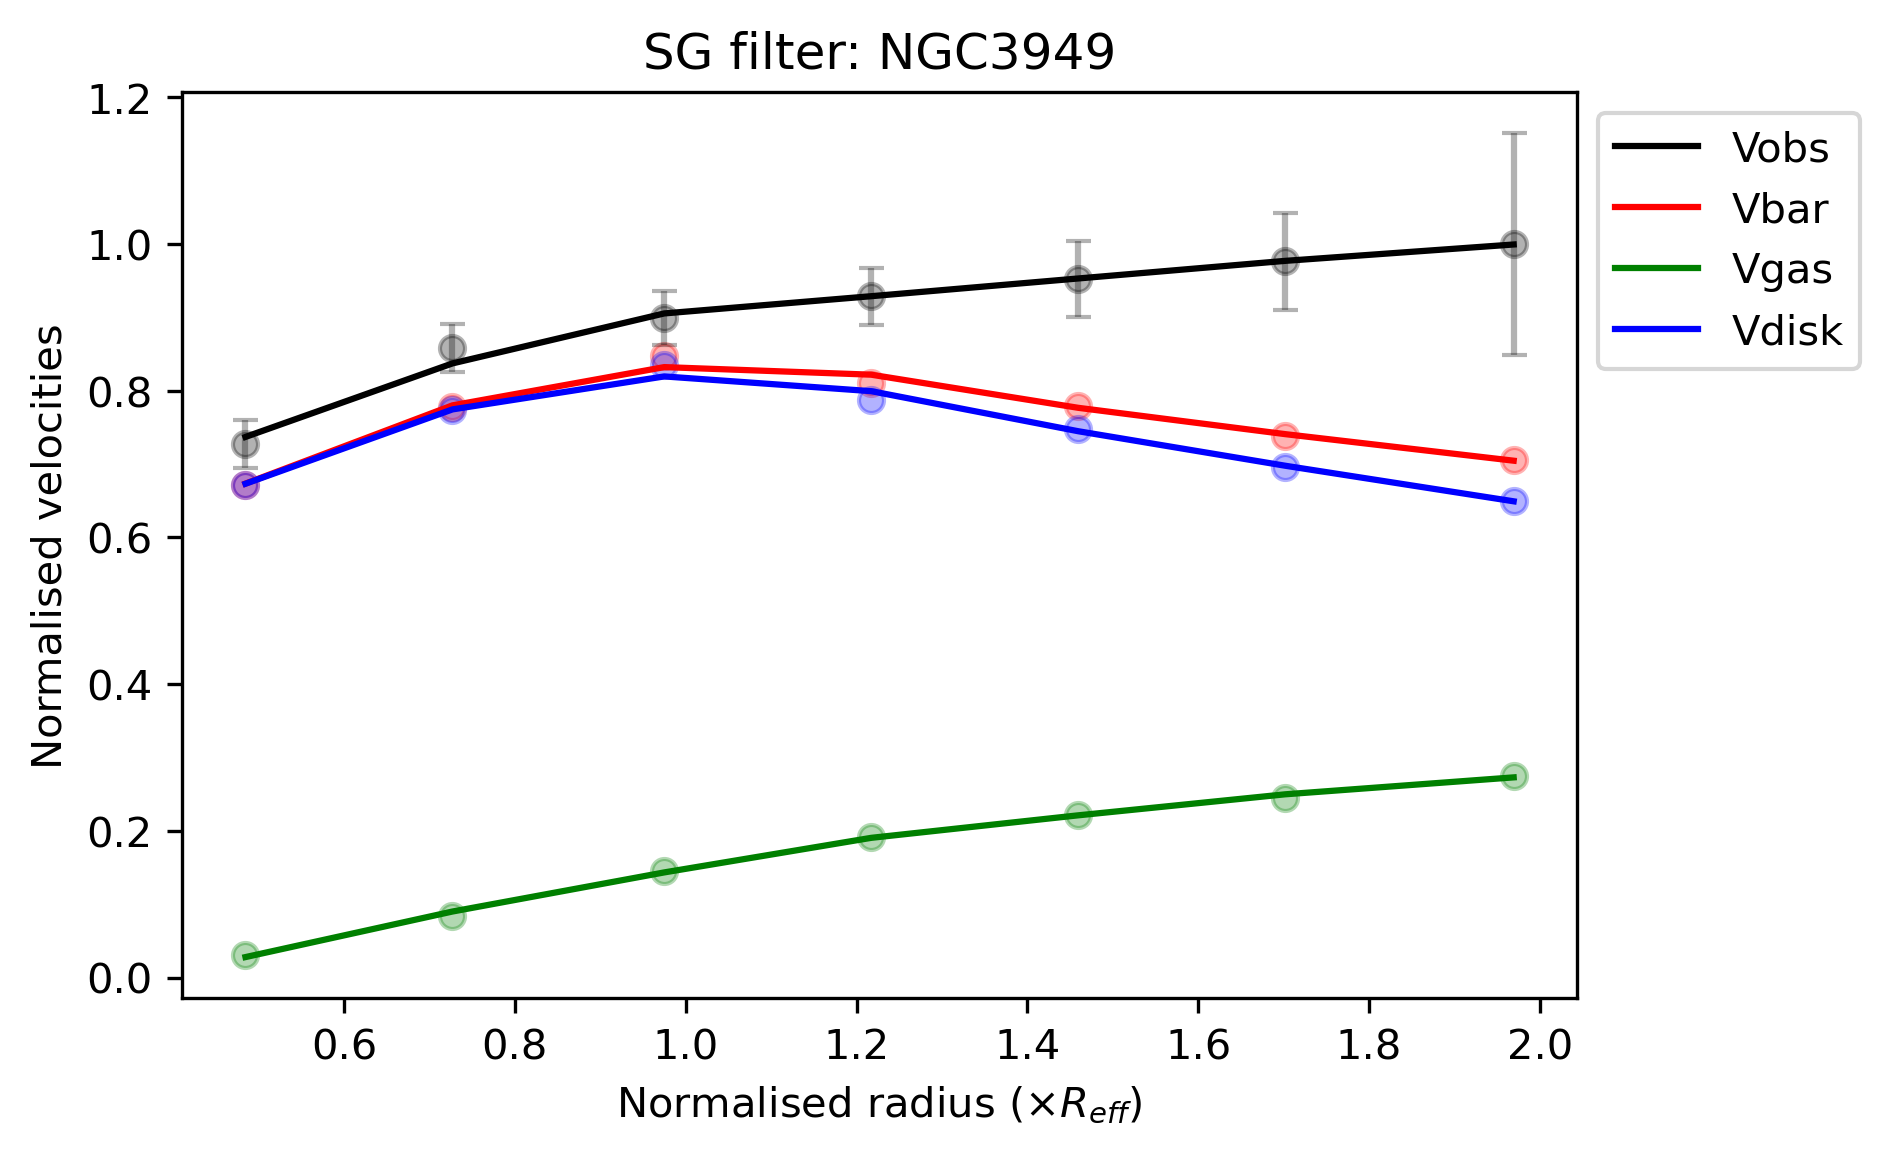 SG filter: NGC3949
1.2
1.0
0.8
0.6
0.4
0.2
0.0
Normalised velocities
0.6 0.8 1.0 1.2 1.4 1.6 1.8 2.0
Normalised radius (×R_eff)
Vobs
Vbar
Vgas
Vdisk